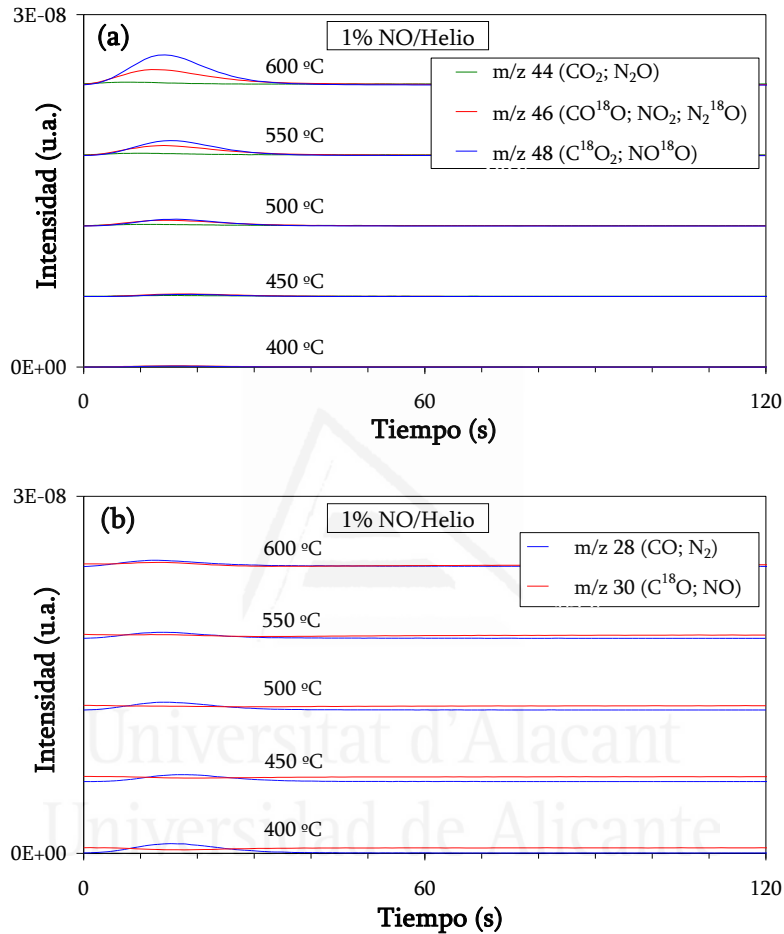 3E-08
(a)
1% NO/Helio
600 ºC
m/z 44 (CO₂; N₂O)
m/z 46 (CO¹⁸O; NO₂; N₂¹⁸O)
m/z 48 (C¹⁸O₂; NO¹⁸O)
550 ºC
500 ºC
450 ºC
400 ºC
Intensidad (u.a.)
0E+00
0
60
120
Tiempo (s)
3E-08
(b)
1% NO/Helio
600 ºC
m/z 28 (CO; N₂)
m/z 30 (C¹⁸O; NO)
550 ºC
500 ºC
450 ºC
400 ºC
Intensidad (u.a.)
0E+00
0
60
120
Tiempo (s)
Universitat d'Alacant
Universidad de Alicante